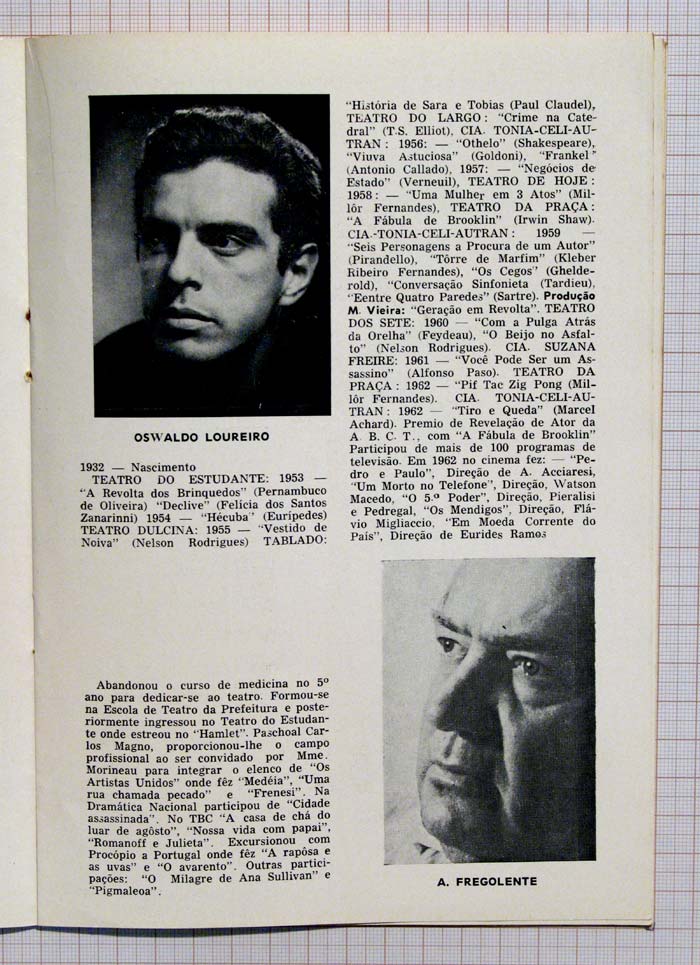 OSWALDO LOUREIRO
1932 — Nascimento
TEATRO DO ESTUDANTE: 1953 —
"A Revolta dos Brinquedos" (Pernambuco
de Oliveira) "Declive" (Felícia dos Santos
Zanarinni) 1954 — "Hécuba" (Eurípedes)
TEATRO DULCINA: 1955 — "Vestido de
Noiva" (Nelson Rodrigues) TABLADO:
"História de Sara e Tobias (Paul Claudel),
TEATRO DO LARGO: "Crime na Cate-
dral" (T.S. Elliot), CIA. TONIA-CELI-AU-
TRAN: 1956: — "Othelo" (Shakespeare),
"Viuva Astuciosa" (Goldoni), "Frankel"
(Antonio Callado), 1957: — "Negócios de
Estado" (Verneuil), TEATRO DE HOJE:
1958: — "Uma Mulher em 3 Atos" (Mil-
lôr Fernandes), TEATRO DA PRAÇA:
"A Fábula de Brooklin" (Irwin Shaw).
CIA.-TONIA-CELI-AUTRAN: 1959 —
"Seis Personagens a Procura de um Autor"
(Pirandello), "Tôrre de Marfim" (Kleber
Ribeiro Fernandes), "Os Cegos" (Ghelde-
rold), "Conversação Sinfonieta (Tardieu),
"Eentre Quatro Paredes" (Sartre). Produção
M. Vieira: "Geração em Revolta". TEATRO
DOS SETE: 1960 — "Com a Pulga Atrás
da Orelha" (Feydeau), "O Beijo no Asfal-
to" (Nelson Rodrigues). CIA. SUZANA
FREIRE: 1961 — "Você Pode Ser um As-
sassino" (Alfonso Paso). TEATRO DA
PRAÇA: 1962 — "Pif Tac Zig Pong (Mil-
lôr Fernandes). CIA. TONIA-CELI-AU-
TRAN: 1962 — "Tiro e Queda" (Marcel
Achard). Premio de Revelação de Ator da
A. B. C. T., com "A Fábula de Brooklin"
Participou de mais de 100 programas de
televisão. Em 1962 no cinema fez: — "Pe-
dro e Paulo", Direção de A. Acciaresi,
"Um Morto no Telefone", Direção, Watson
Macedo, "O 5.º Poder", Direção, Pieralisi
e Pedregal, "Os Mendigos", Direção, Flá-
vio Migliaccio, "Em Moeda Corrente do
País", Direção de Eurides Ramos
Abandonou o curso de medicina no 5º
ano para dedicar-se ao teatro. Formou-se
na Escola de Teatro da Prefeitura e poste-
riormente ingressou no Teatro do Estudan-
te onde estreou no "Hamlet". Paschoal Car-
los Magno, proporcionou-lhe o campo
profissional ao ser convidado por Mme.
Morineau para integrar o elenco de "Os
Artistas Unidos" onde fêz "Medéia", "Uma
rua chamada pecado" e "Frenesi". Na
Dramática Nacional participou de "Cidade
assassinada". No TBC "A casa de chá do
luar de agôsto", "Nossa vida com papai",
"Romanoff e Julieta". Excursionou com
Procópio a Portugal onde fêz "A rapôsa e
as uvas" e "O avarento". Outras partici-
pações: "O Milagre de Ana Sullivan" e
"Pigmaleoa".
A. FREGOLENTE